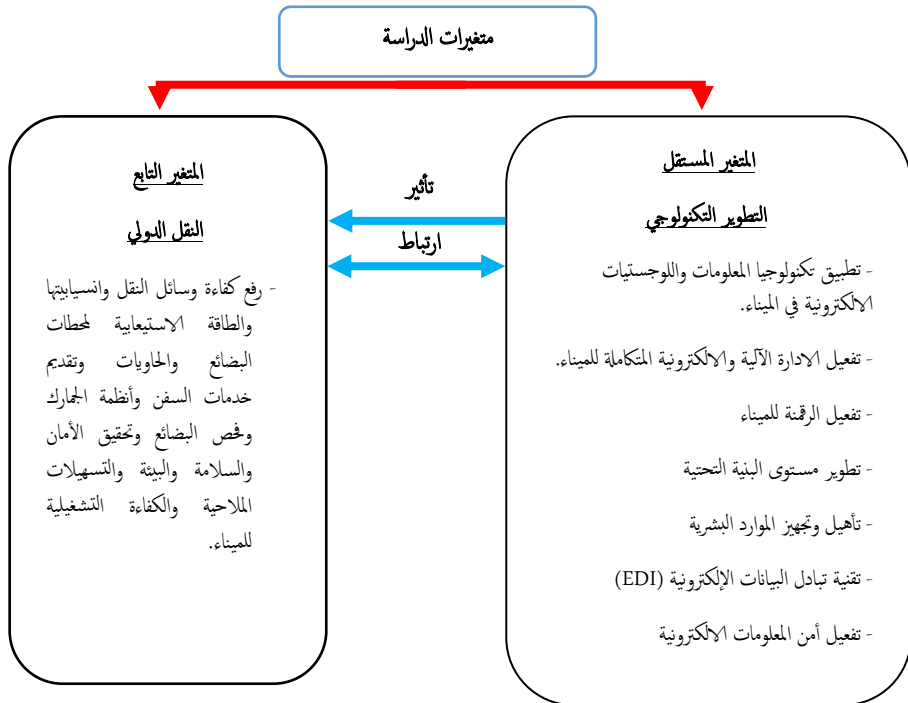 متغيرات الدراسة
المتغير المستقل
التطوير التكنولوجي
- تطبيق تكنولوجيا المعلومات واللوجستيات
الالكترونية في الميناء.
- تفعيل الادارة الآلية والالكترونية المتكاملة للميناء.
- تفعيل الرقمنة للميناء
- تطوير مستوى البنية التحتية
- تأهيل وتجهيز الموارد البشرية
- تقنية تبادل البيانات الإلكترونية (EDI)
- تفعيل أمن المعلومات الالكترونية
تأثير
ارتباط
المتغير التابع
النقل الدولي
- رفع كفاءة وسائل النقل وانسيابيتها
والطاقة الاستيعابية لمحطات
البضائع والحاويات وتقديم
خدمات السفن وأنظمة الجمارك
وفحص البضائع وتحقيق الأمان
والسلامة والبيئة والتسهيلات
الملاحية والكفاءة التشغيلية
للميناء.